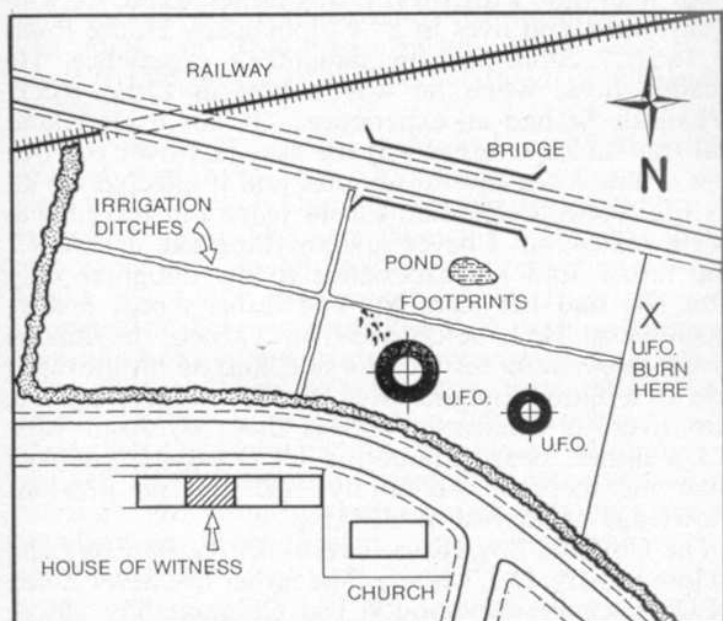 RAILWAY
BRIDGE
N
IRRIGATION
DITCHES
POND
FOOTPRINTS
X
U.F.O.
BURN
HERE
U.F.O.
U.F.O.
HOUSE OF WITNESS
CHURCH